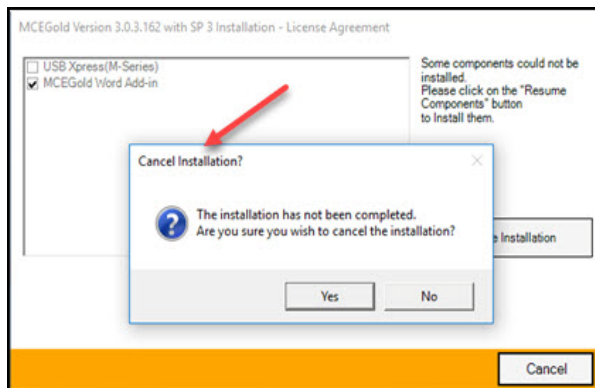 MCEGold Version 3.0.3.162 with SP 3 Installation - License Agreement
USB Xpress(M-Series)
MCEGold Word Add-in
Some components could not be
installed.
Please click on the "Resume
Components" button
to Install them.
Cancel Installation?
The installation has not been completed.
Are you sure you wish to cancel the installation?
Yes
No
Installation
Cancel